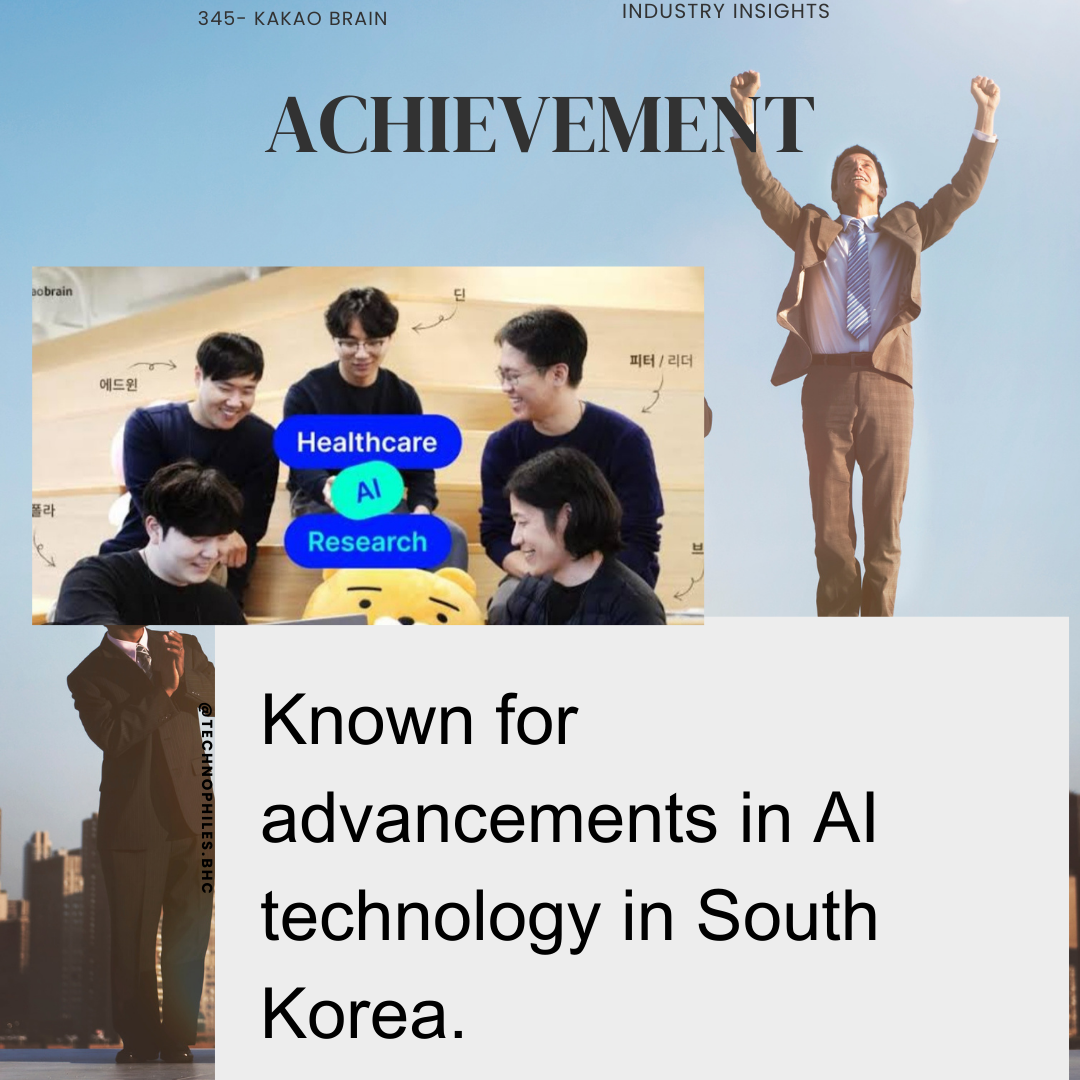 345- KAKAO BRAIN
INDUSTRY INSIGHTS
ACHIEVEMENT
aobrain
딘
에드윈
피터 / 리더
폴라
Healthcare
AI
Research
@TECHNOPHILES.BHC
Known for
advancements in AI
technology in South
Korea.